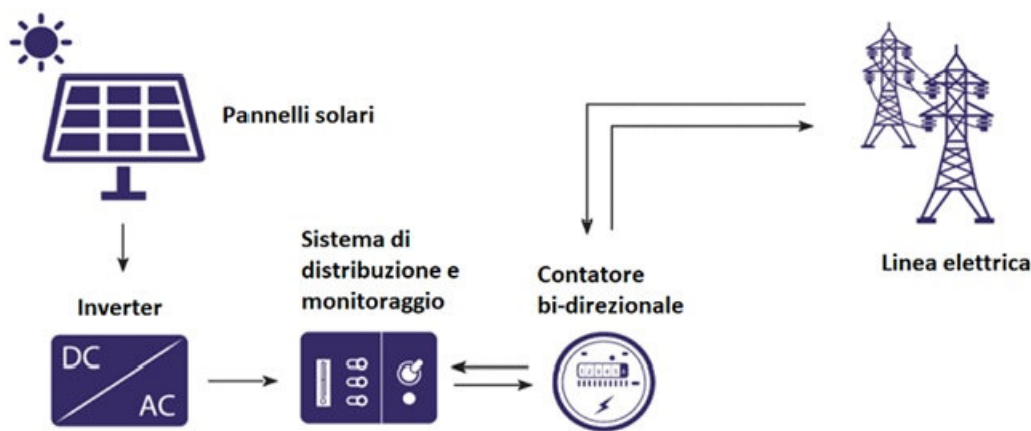 Pannelli solari
Sistema di
distribuzione e
monitoraggio
Contatore
bi-direzionale
Linea elettrica
Inverter
DC
AC